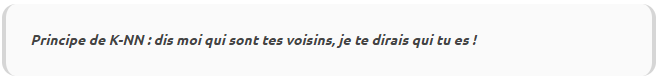 Principe de K-NN : dis moi qui sont tes voisins, je te dirais qui tu es !